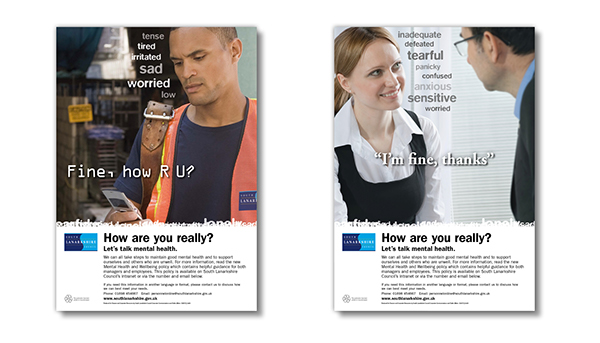 tense
tired
irritated
sad
worried
low
Fine, how R U?
SOUTH
LANARKSHIRE
How are you really?
Let's talk mental health.
We can all take steps to maintain good mental health and to support
ourselves and others who are unwell. For more information, read the new
Mental Health and Wellbeing policy which contains helpful guidance for both
managers and employees. This policy is available on South Lanarkshire
Council's intranet or via the number and email below.
If you need this information in another language or format, please contact us to discuss how
we can best meet your needs.
www.southlanarkshire.gov.uk
inadequate
defeated
tearful
panicky
confused
anxious
sensitive
worried
"I'm fine, thanks"
SOUTH
LANARKSHIRE
How are you really?
Let's talk mental health.
We can all take steps to maintain good mental health and to support
ourselves and others who are unwell. For more information, read the new
Mental Health and Wellbeing policy which contains helpful guidance for both
managers and employees. This policy is available on South Lanarkshire
Council's intranet or via the number and email below.
If you need this information in another language or format, please contact us to discuss how
we can best meet your needs.
www.southlanarkshire.gov.uk